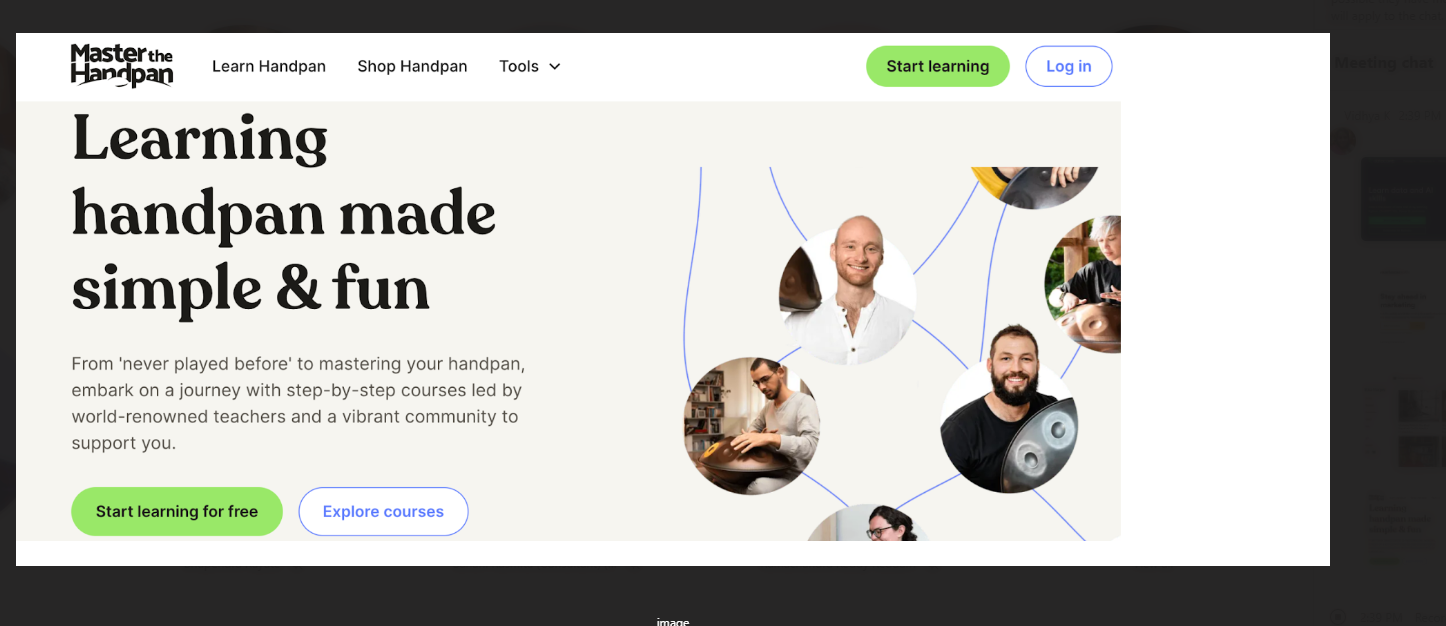 Master the
Handpan
Learn Handpan
Shop Handpan
Tools
Start learning
Log in
Learning
handpan made
simple & fun
From 'never played before' to mastering your handpan,
embark on a journey with step-by-step courses led by
world-renowned teachers and a vibrant community to
support you.
Start learning for free
Explore courses
Meeting chat
image